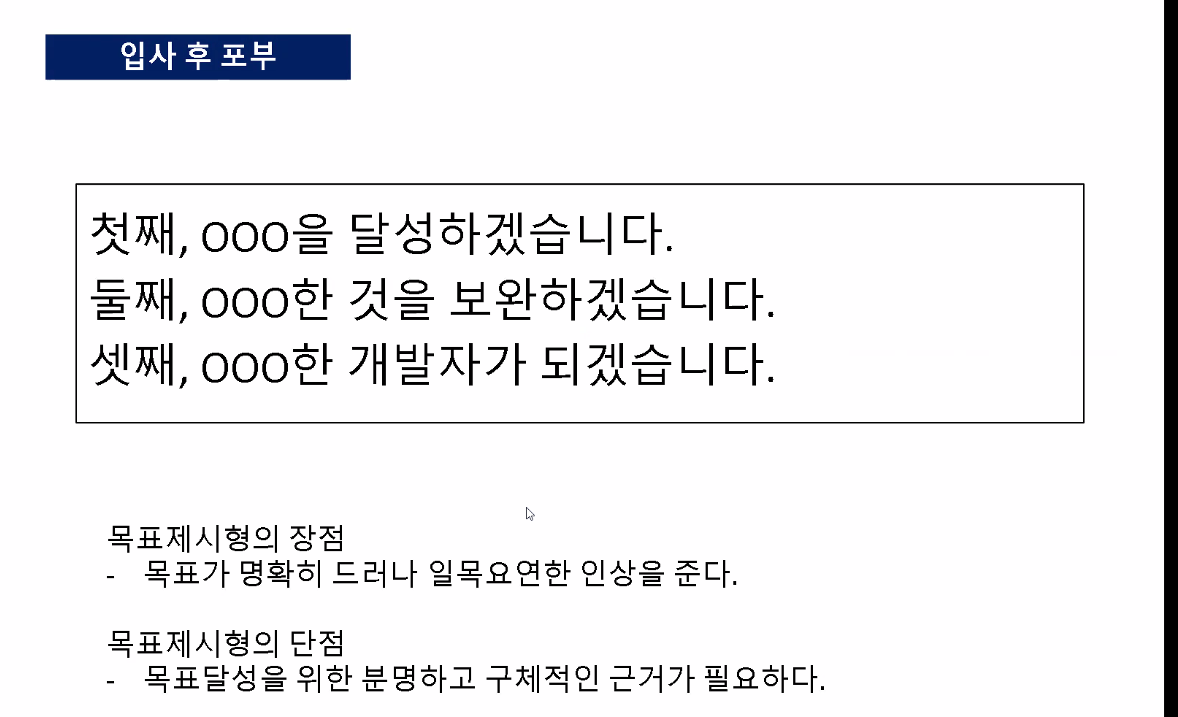 입사 후 포부
첫째, OOO을 달성하겠습니다.
둘째, OOO한 것을 보완하겠습니다.
셋째, OOO한 개발자가 되겠습니다.
목표제시형의 장점
- 목표가 명확히 드러나 일목요연한 인상을 준다.
목표제시형의 단점
- 목표달성을 위한 분명하고 구체적인 근거가 필요하다.